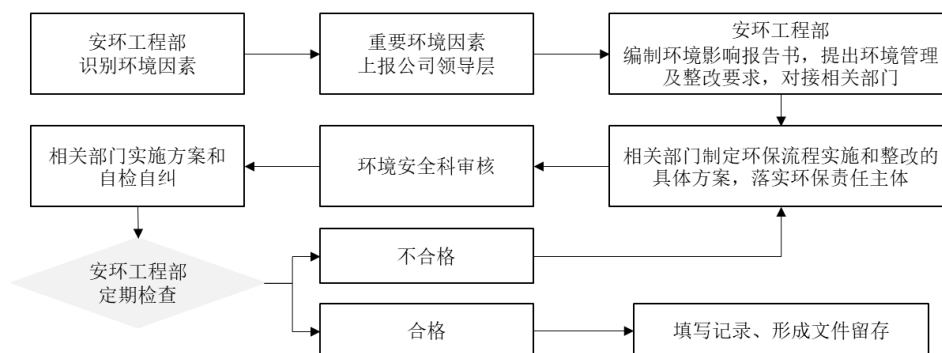 安环工程部
识别环境因素
重要环境因素
上报公司领导层
安环工程部
编制环境影响报告书，提出环境管理
及整改要求，对接相关部门
相关部门实施方案和
自检自纠
环境安全科审核
相关部门制定环保流程实施和整改的
具体方案，落实环保责任主体
安环工程部
定期检查
不合格
合格
填写记录、形成文件留存